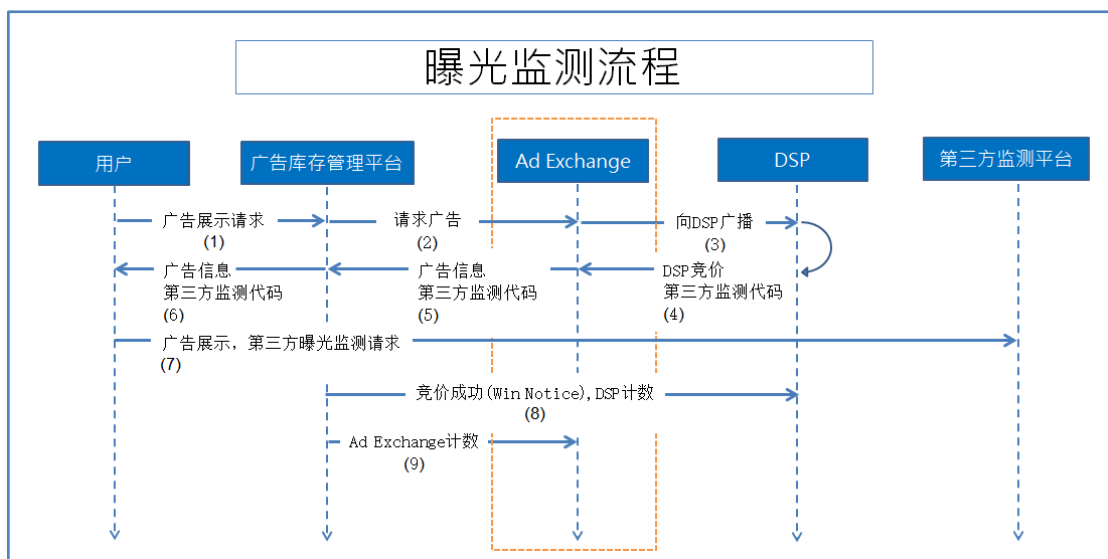 曝光监测流程
用户
广告库存管理平台
Ad Exchange
DSP
第三方监测平台
广告展示请求
(1)
请求广告
(2)
向DSP广播
(3)
广告信息
第三方监测代码
(6)
广告信息
第三方监测代码
(5)
DSP竞价
第三方监测代码
(4)
广告展示，第三方曝光监测请求
(7)
竞价成功(Win Notice),DSP计数
(8)
Ad Exchange计数
(9)